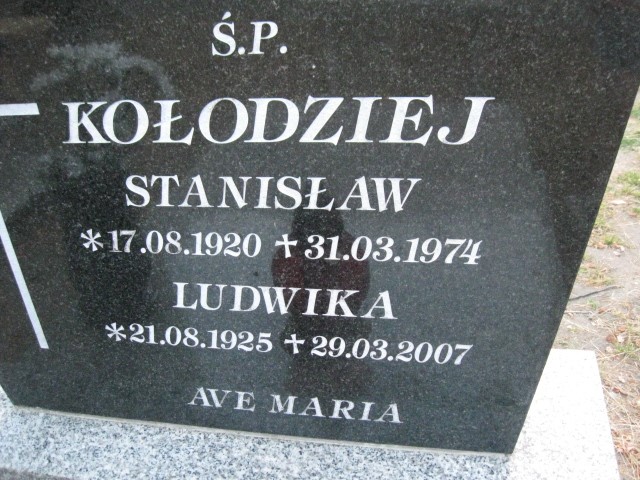 Ś.P.
KOŁODZIEJ
STANISŁAW
*17.08.1920 ✝ 31.03.1974
LUDWIKA
*21.08.1925 ✝ 29.03.2007
AVE MARIA